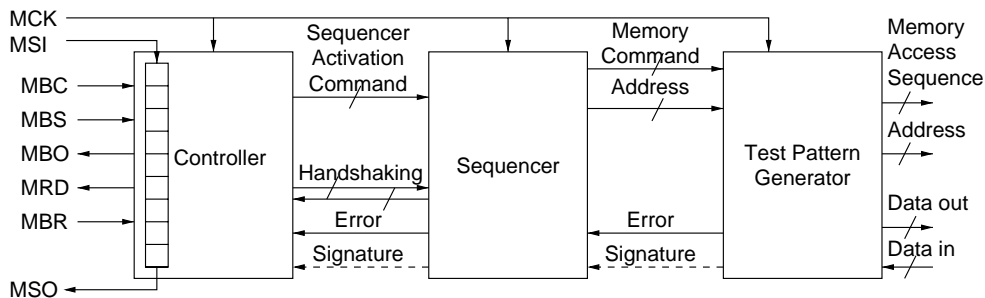 MCK
MSI
MBC
MBS
MBO
MRD
MBR
MSO
Controller
Sequencer
Activation
Command
Handshaking
Error
Signature
Sequencer
Memory
Command
Address
Error
Signature
Test Pattern
Generator
Memory
Access
Sequence
Address
Data out
Data in